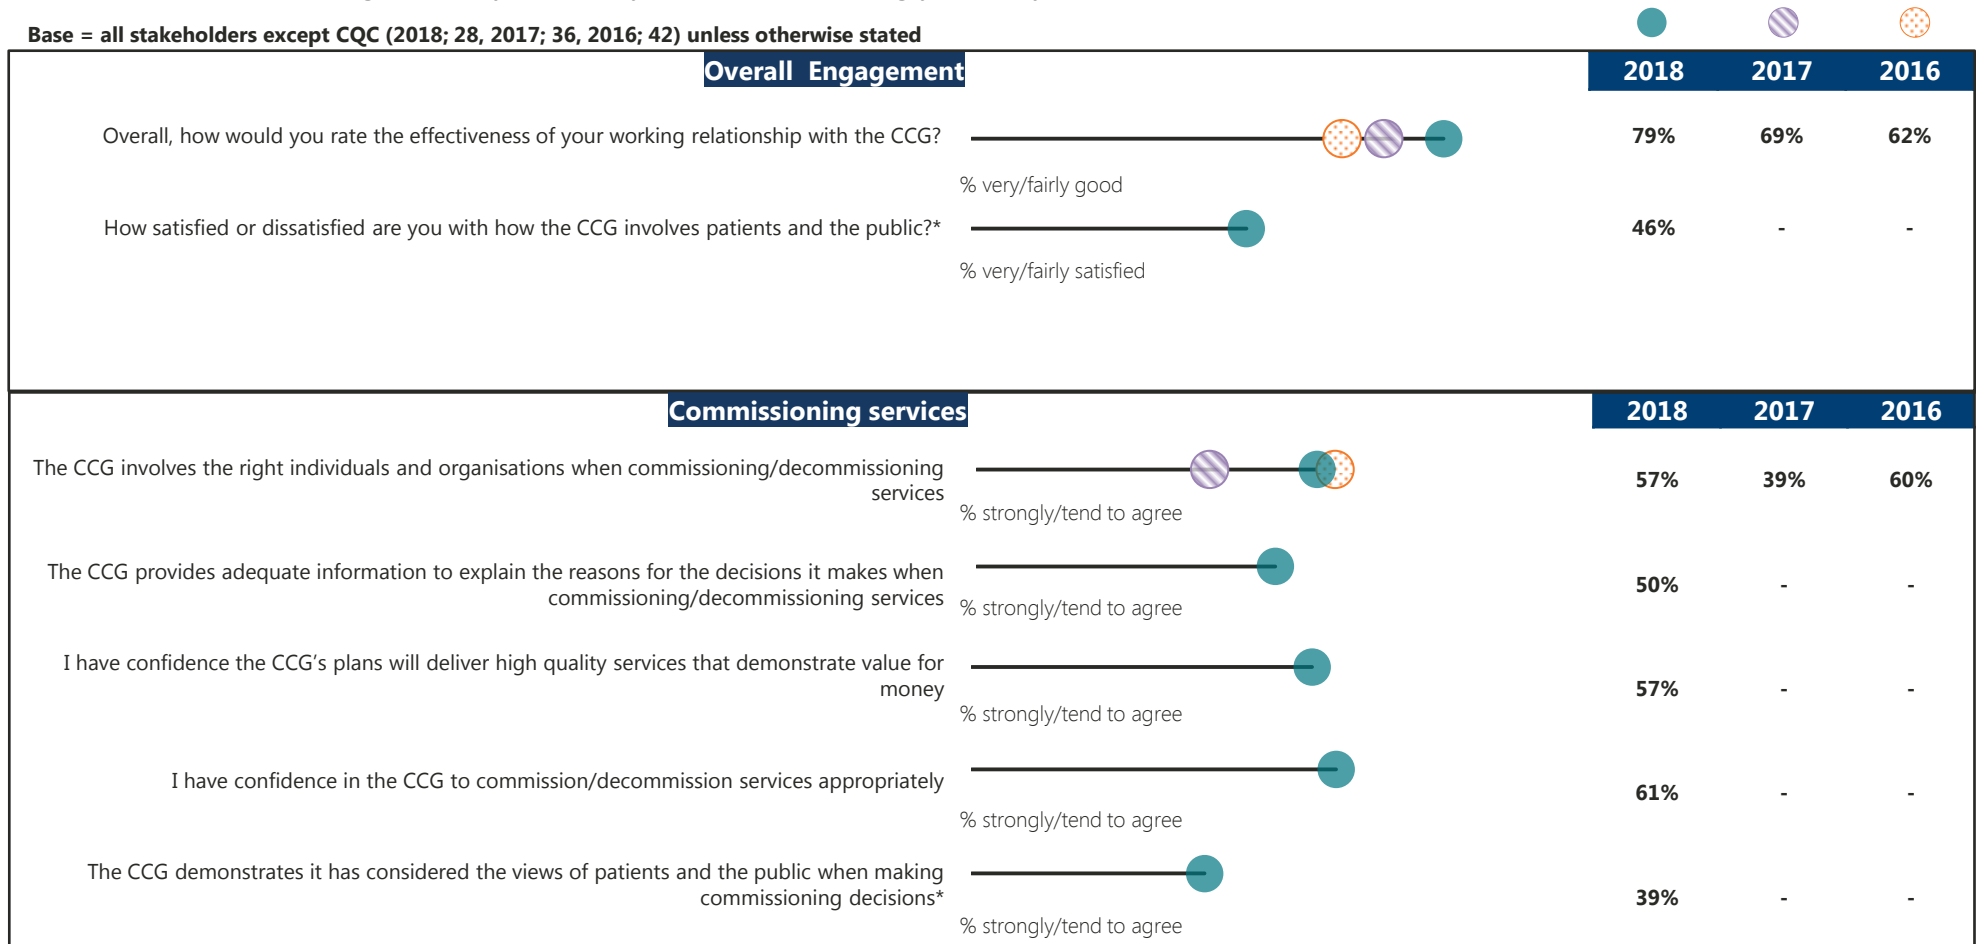 Base = all stakeholders except CQC (2018; 28, 2017; 36, 2016; 42) unless otherwise stated
Overall Engagement 2018 2017 2016
Overall, how would you rate the effectiveness of your working relationship with the CCG? 79% 69% 62%
% very/fairly good
How satisfied or dissatisfied are you with how the CCG involves patients and the public?* 46% - -
% very/fairly satisfied
Commissioning services 2018 2017 2016
The CCG involves the right individuals and organisations when commissioning/decommissioning
services
57% 39% 60%
% strongly/tend to agree
The CCG provides adequate information to explain the reasons for the decisions it makes when
commissioning/decommissioning services
50% - -
% strongly/tend to agree
I have confidence the CCG's plans will deliver high quality services that demonstrate value for
money
57% - -
% strongly/tend to agree
I have confidence in the CCG to commission/decommission services appropriately
61% - -
% strongly/tend to agree
The CCG demonstrates it has considered the views of patients and the public when making
commissioning decisions*
39% - -
% strongly/tend to agree